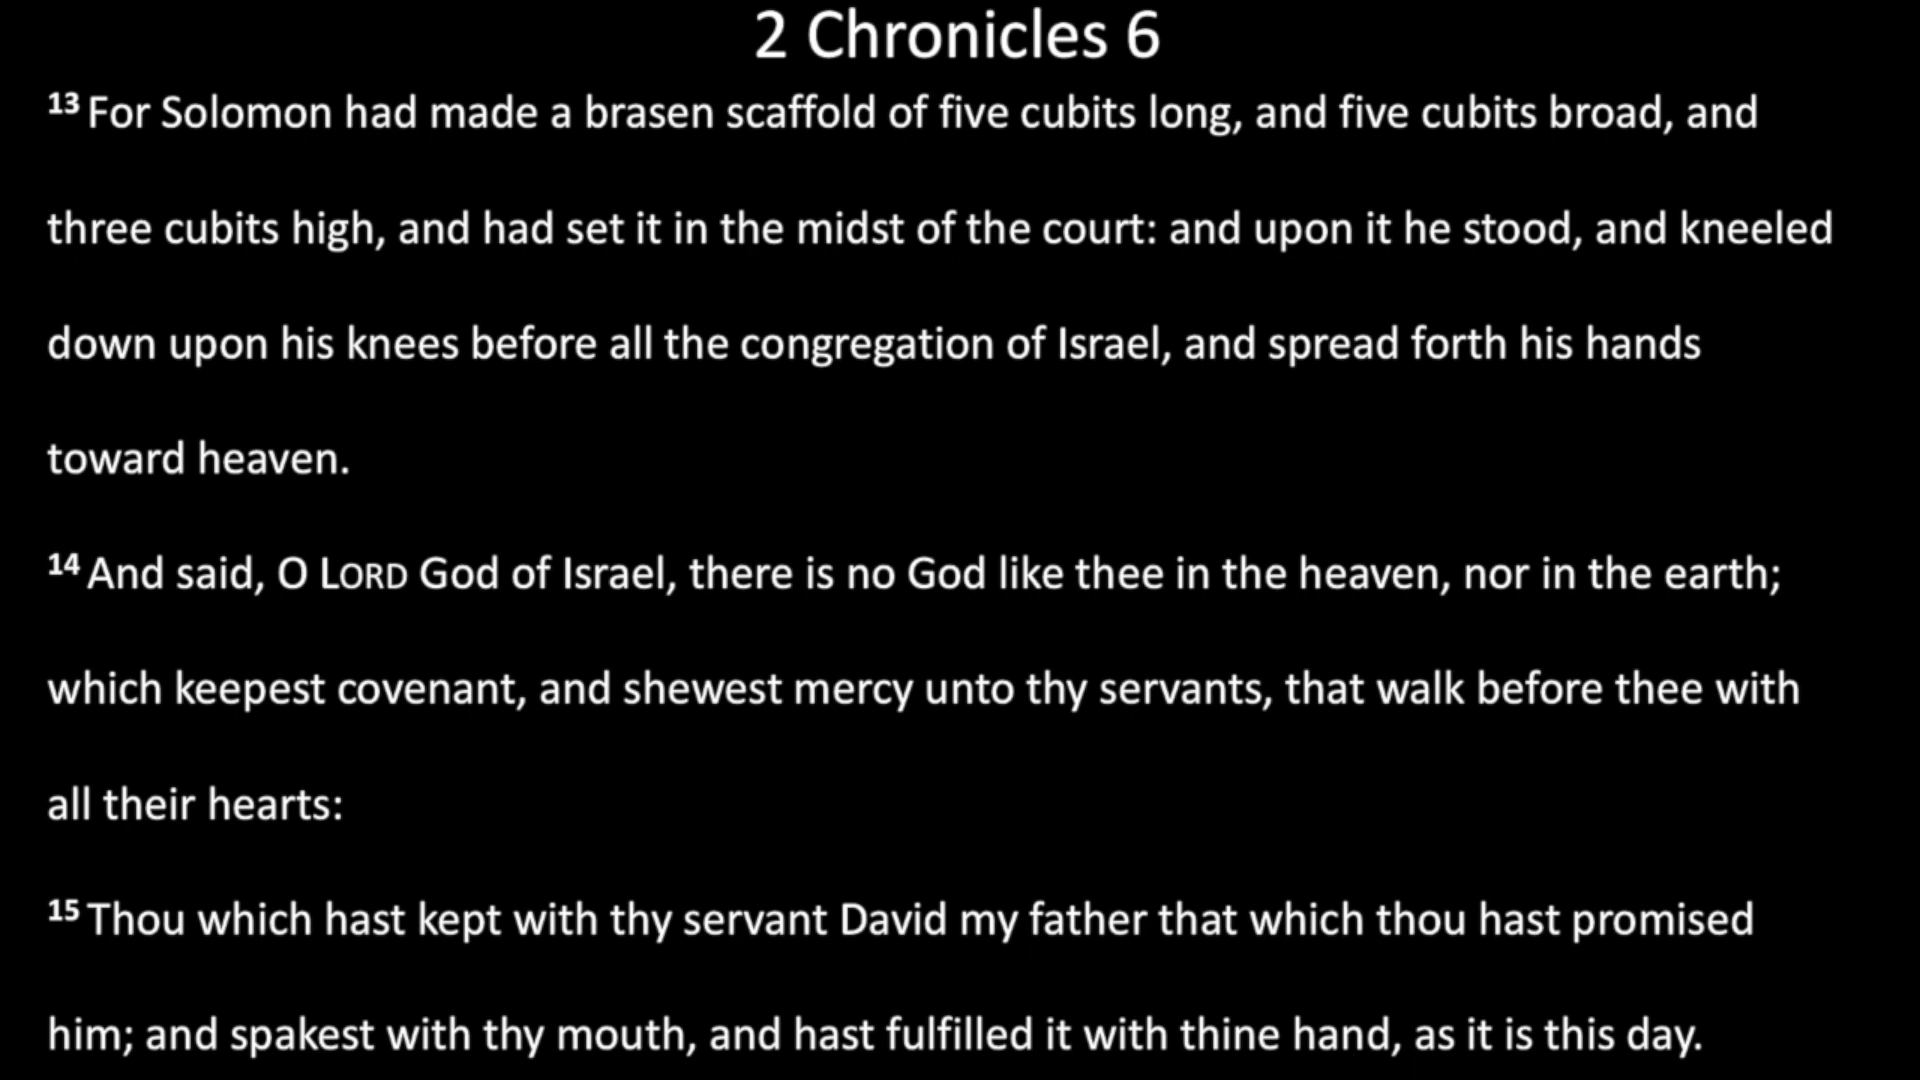 2 Chronicles 6
13 For Solomon had made a brasen scaffold of five cubits long, and five cubits broad, and
three cubits high, and had set it in the midst of the court: and upon it he stood, and kneeled
down upon his knees before all the congregation of Israel, and spread forth his hands
toward heaven.
14 And said, O LORD God of Israel, there is no God like thee in the heaven, nor in the earth;
which keepest covenant, and shewest mercy unto thy servants, that walk before thee with
all their hearts:
15 Thou which hast kept with thy servant David my father that which thou hast promised
him; and spakest with thy mouth, and hast fulfilled it with thine hand, as it is this day.